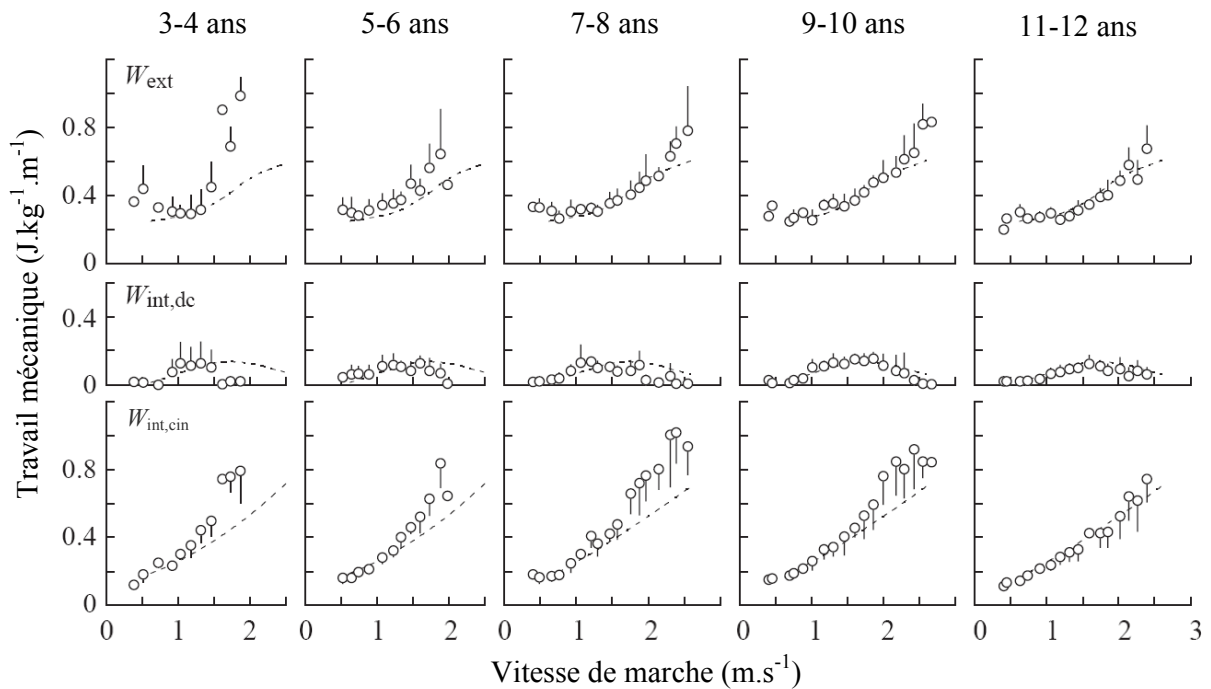 3-4 ans 5-6 ans 7-8 ans 9-10 ans 11-12 ans
Travail mécanique (J.kg⁻¹.m⁻¹)
Wext
0.8
0.4
0
Wint,dc
0.4
0
Wint,cin
0.8
0.4
0
0 1 2 0 1 2 0 1 2 0 1 2 0 1 2 3
Vitesse de marche (m.s⁻¹)